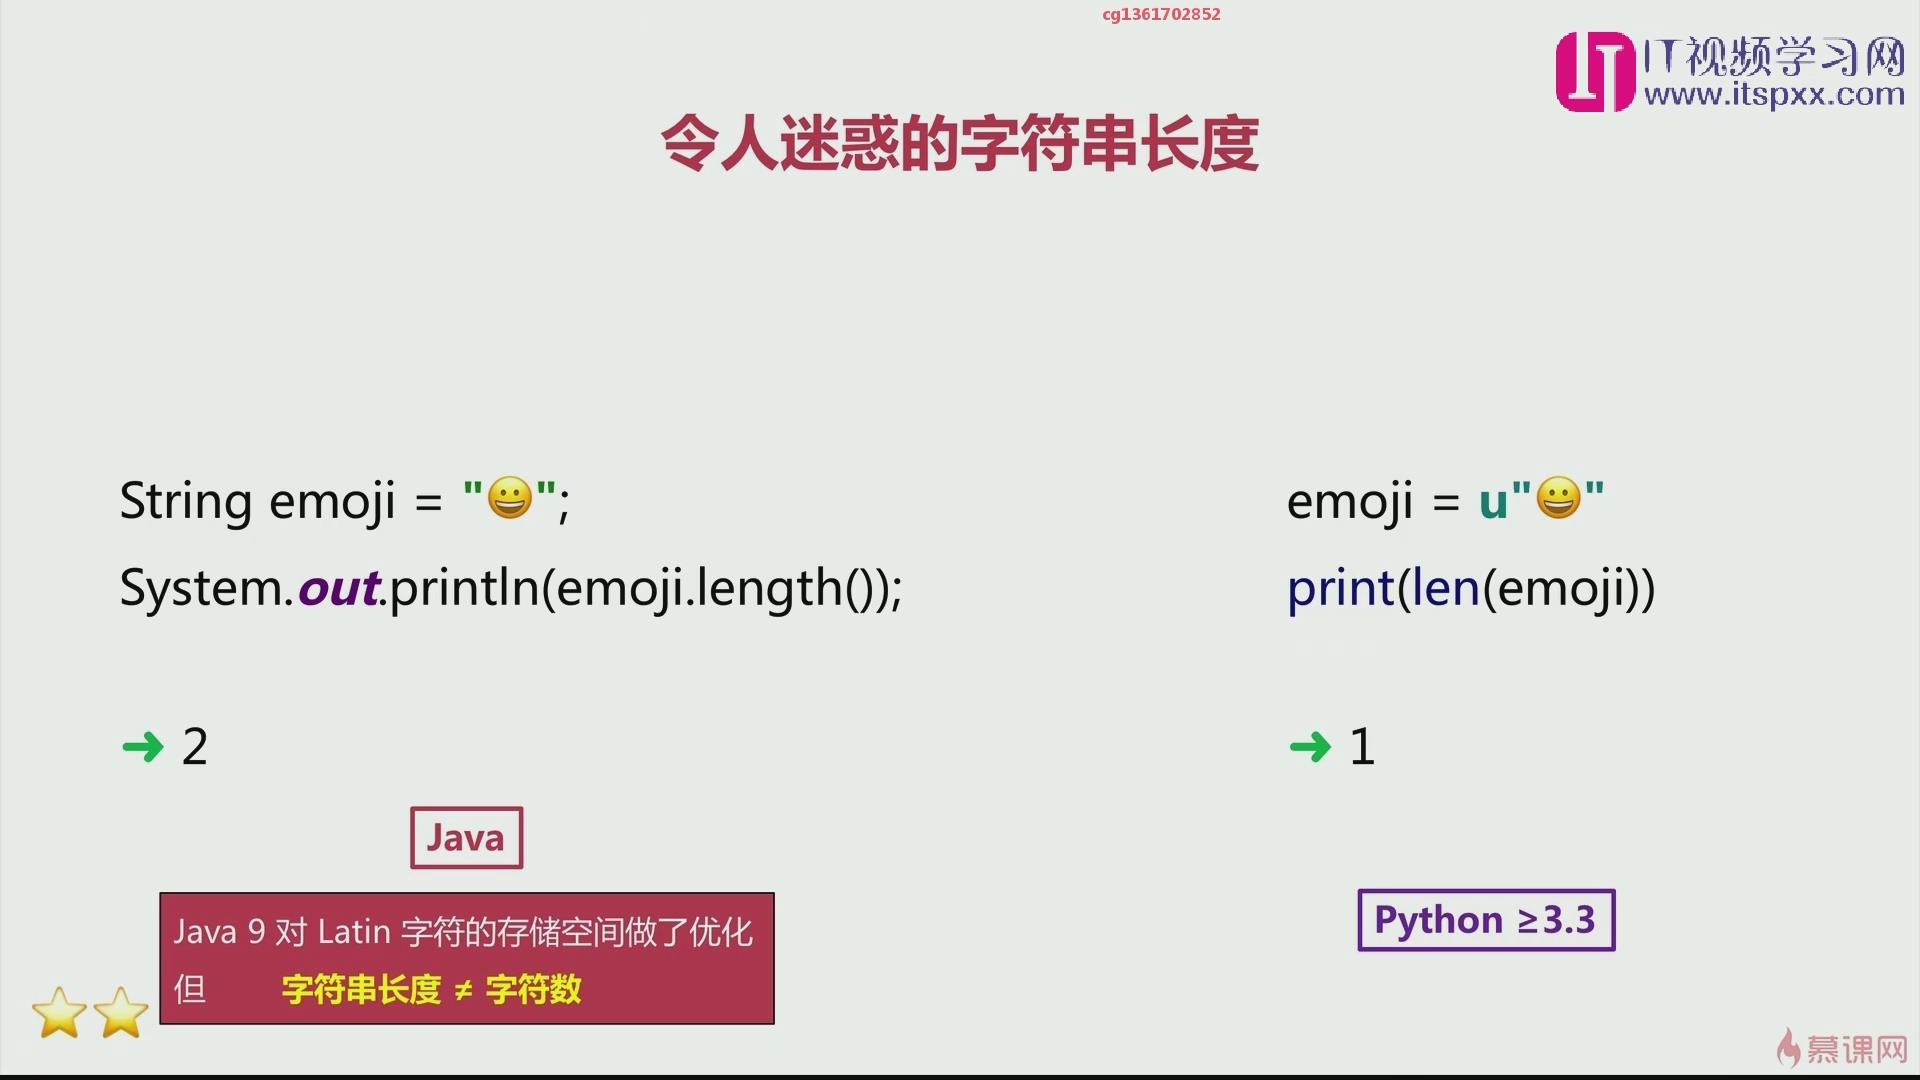 cg1361702852
IT视频学习网
www.itspxx.com
令人迷惑的字符串长度
String emoji = "😀";
System.out.println(emoji.length());
➜ 2
Java
Java 9 对 Latin 字符的存储空间做了优化
但 字符串长度 ≠ 字符数
emoji = u"😀"
print(len(emoji))
➜ 1
Python ≥3.3
慕课网